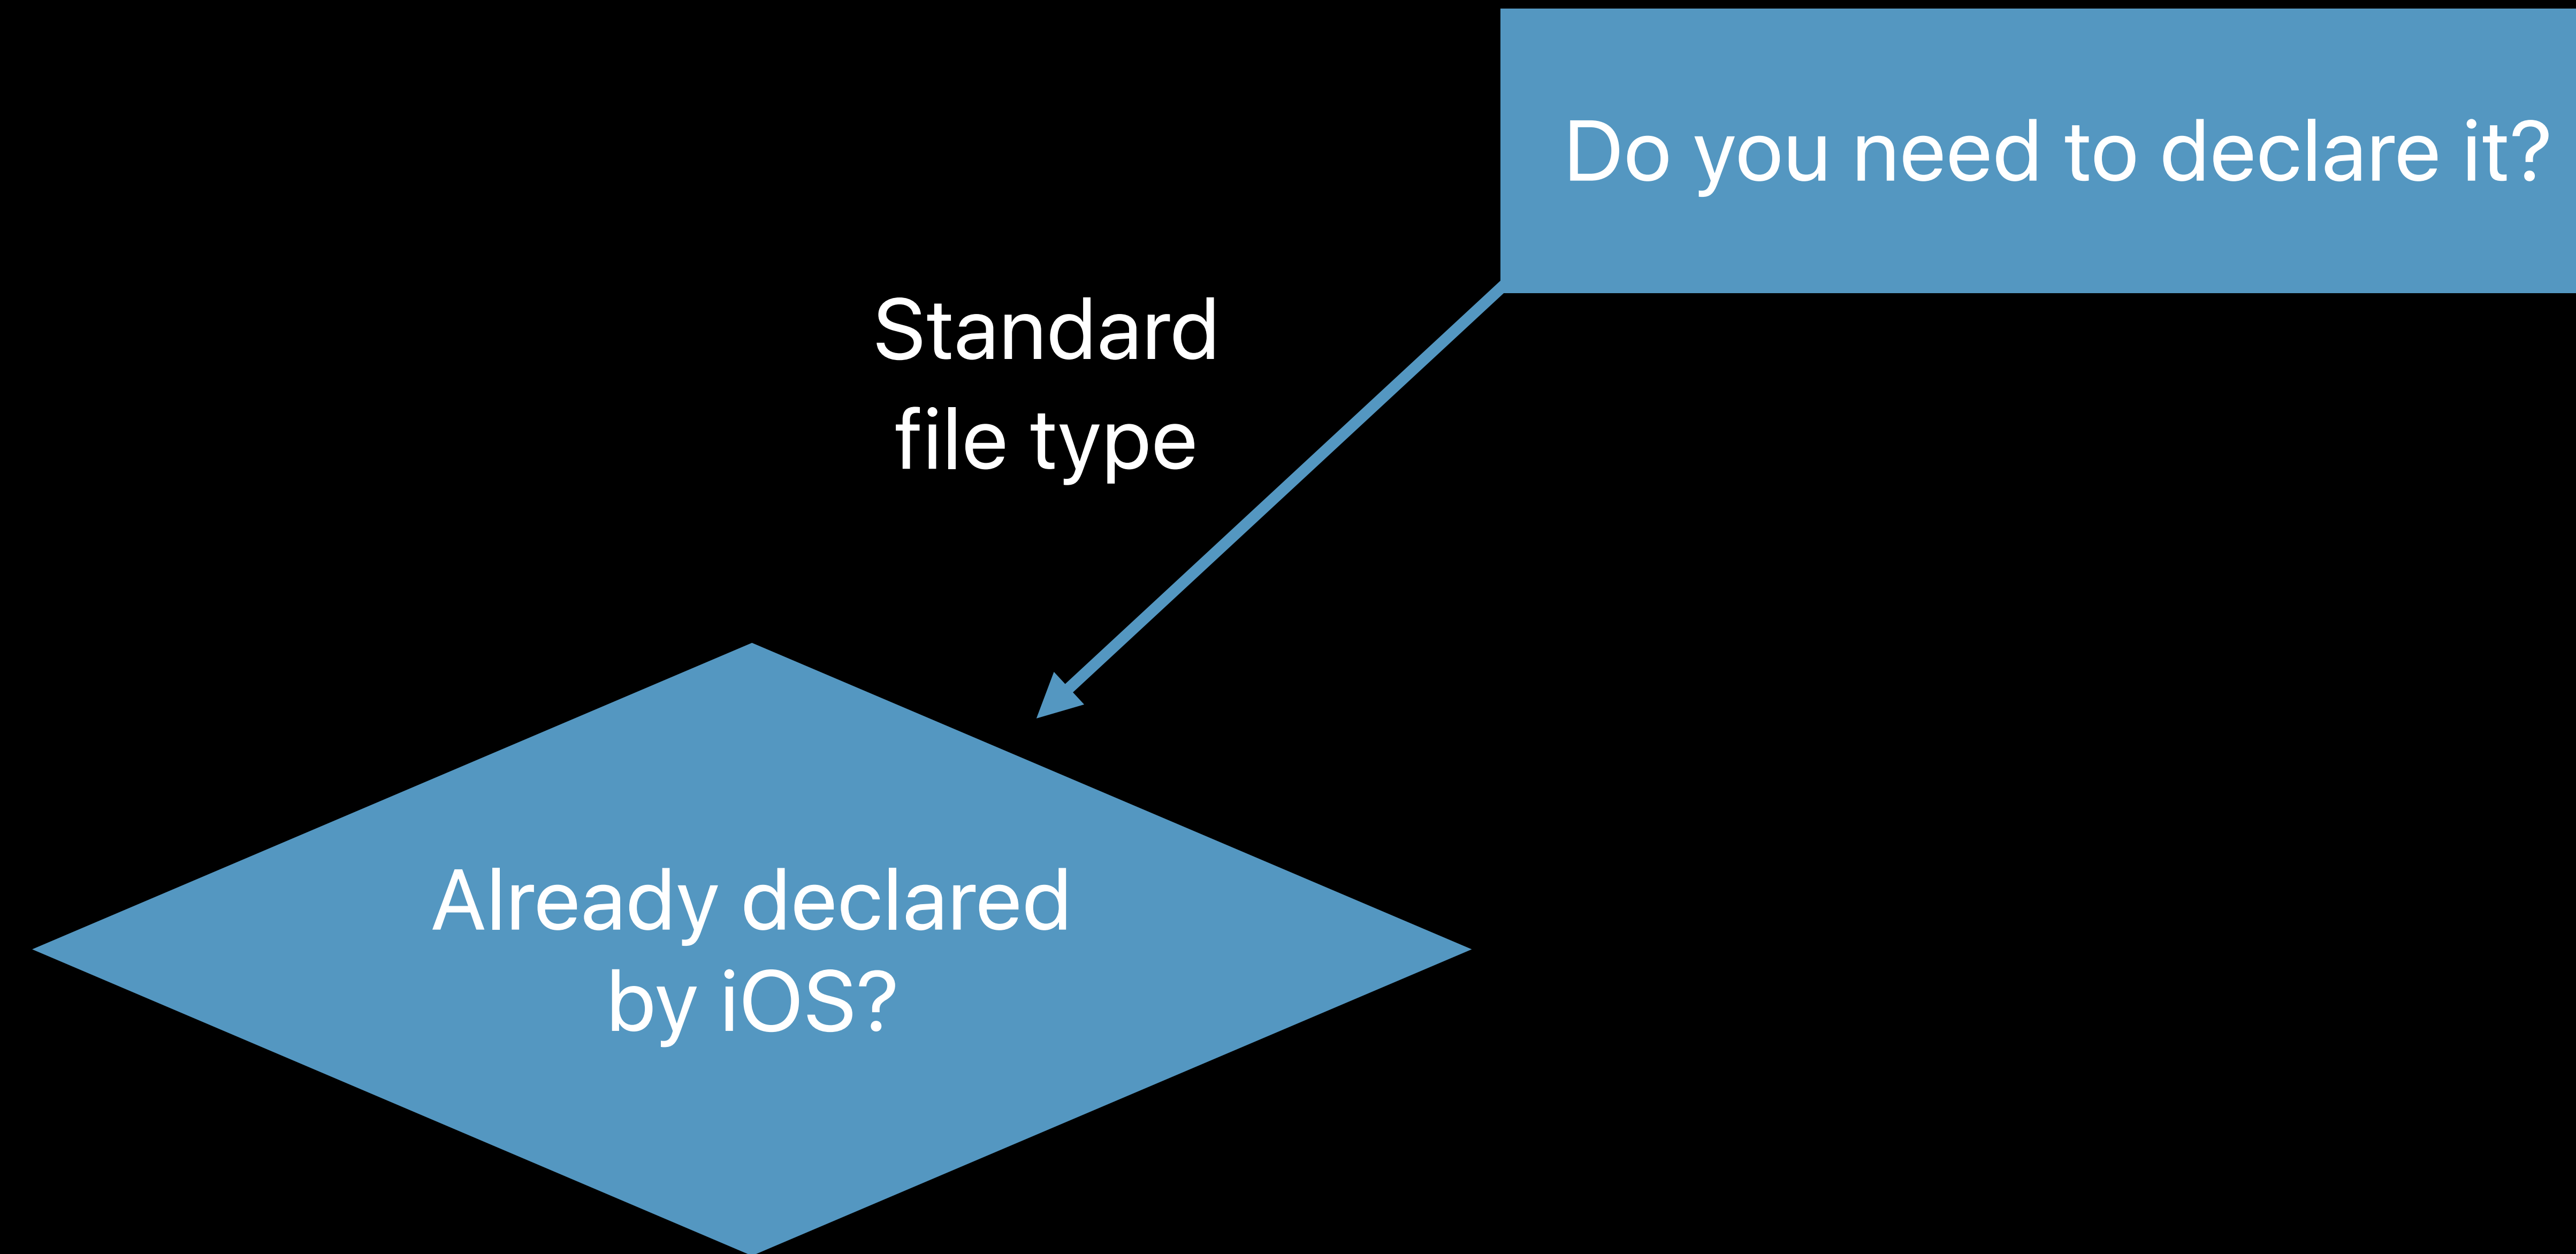 Do you need to declare it?
Standard
file type
Already declared
by iOS?